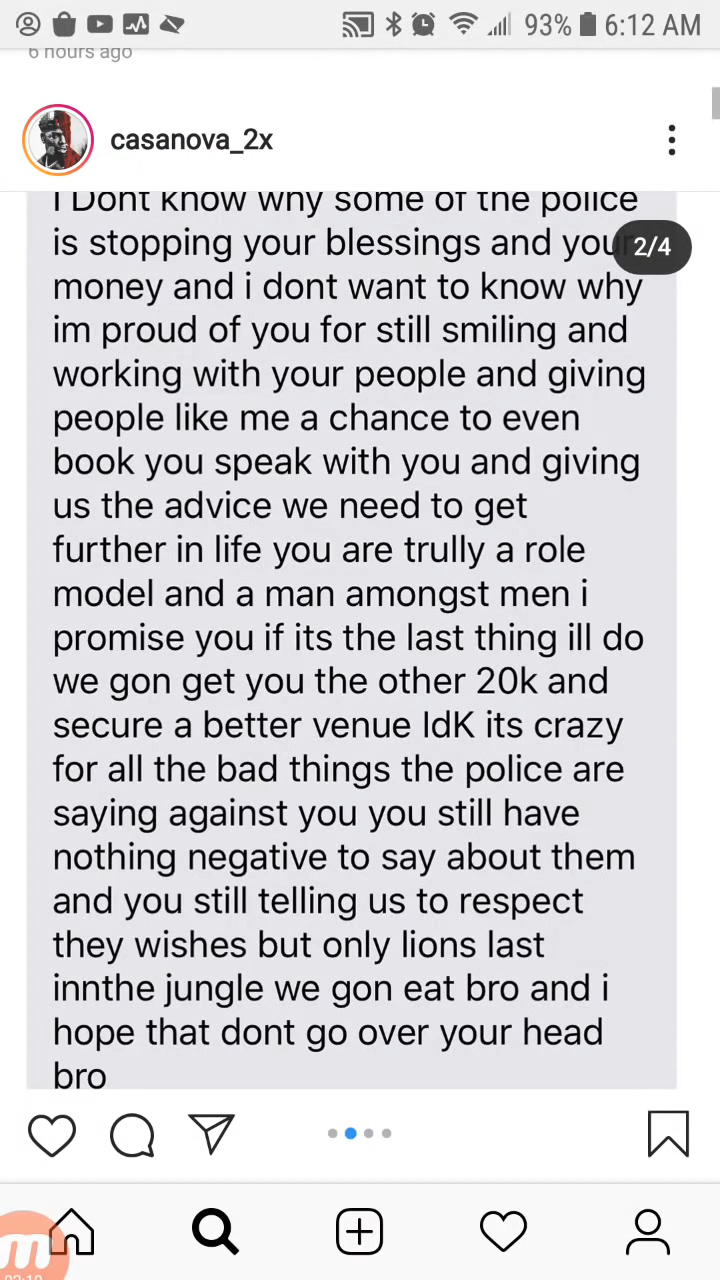 93% 6:12 AM
6 hours ago
casanova_2x
I Dont know why some of the police
is stopping your blessings and your
2/4
money and i dont want to know why
im proud of you for still smiling and
working with your people and giving
people like me a chance to even
book you speak with you and giving
us the advice we need to get
further in life you are trully a role
model and a man amongst men i
promise you if its the last thing ill do
we gon get you the other 20k and
secure a better venue IdK its crazy
for all the bad things the police are
saying against you you still have
nothing negative to say about them
and you still telling us to respect
they wishes but only lions last
innthe jungle we gon eat bro and i
hope that dont go over your head
bro